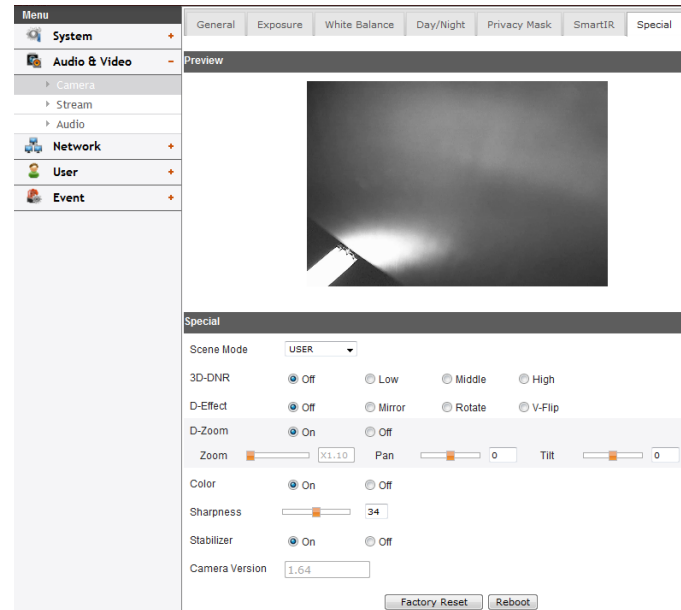 Menu
System +
Audio & Video -
Camera
Stream
Audio
Network +
User +
Event +
General Exposure White Balance Day/Night Privacy Mask SmartIR Special
Preview
Special
Scene Mode USER
3D-DNR Off Low Middle High
D-Effect Off Mirror Rotate V-Flip
D-Zoom On Off
Zoom X1.10 Pan 0 Tilt 0
Color On Off
Sharpness 34
Stabilizer On Off
Camera Version 1.64
Factory Reset Reboot